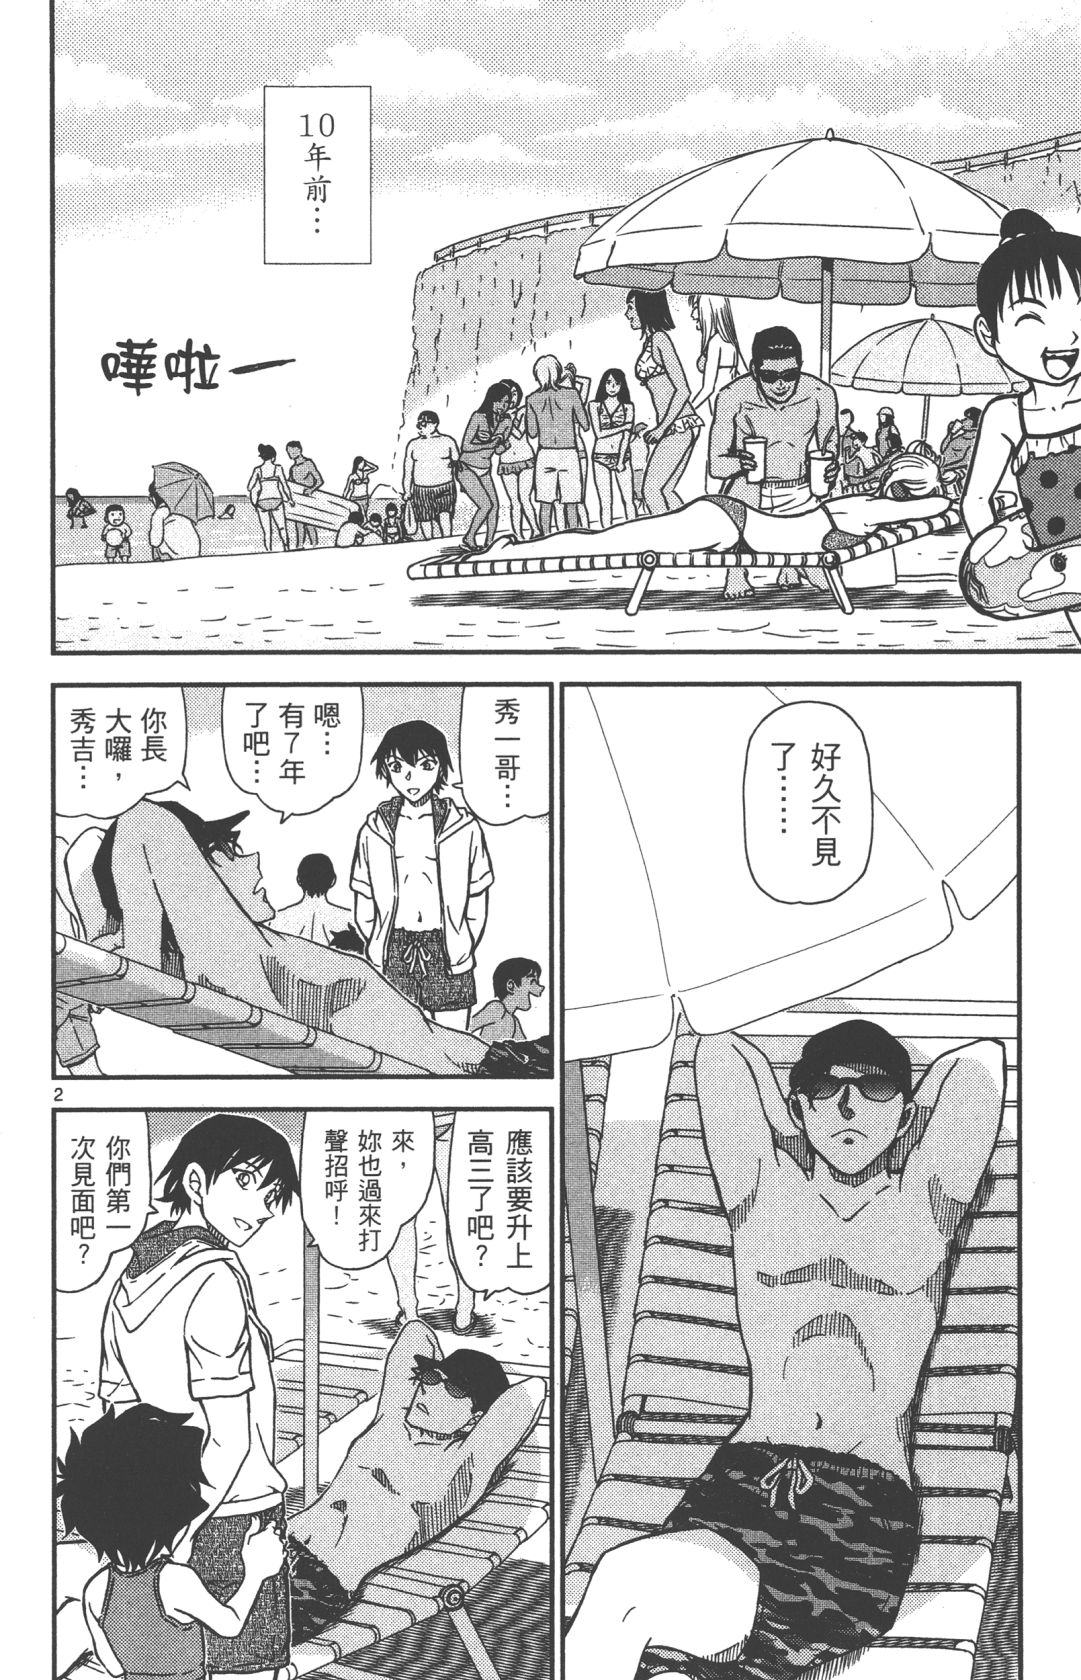 10年前…
嘩啦—
好久不見
了……
秀一哥…
嗯…
有7年
了吧…
你長
大囉，
秀吉…
2
應該要升上
高三了吧？
來，
妳也過來打
聲招呼！
你們第一
次見面吧？